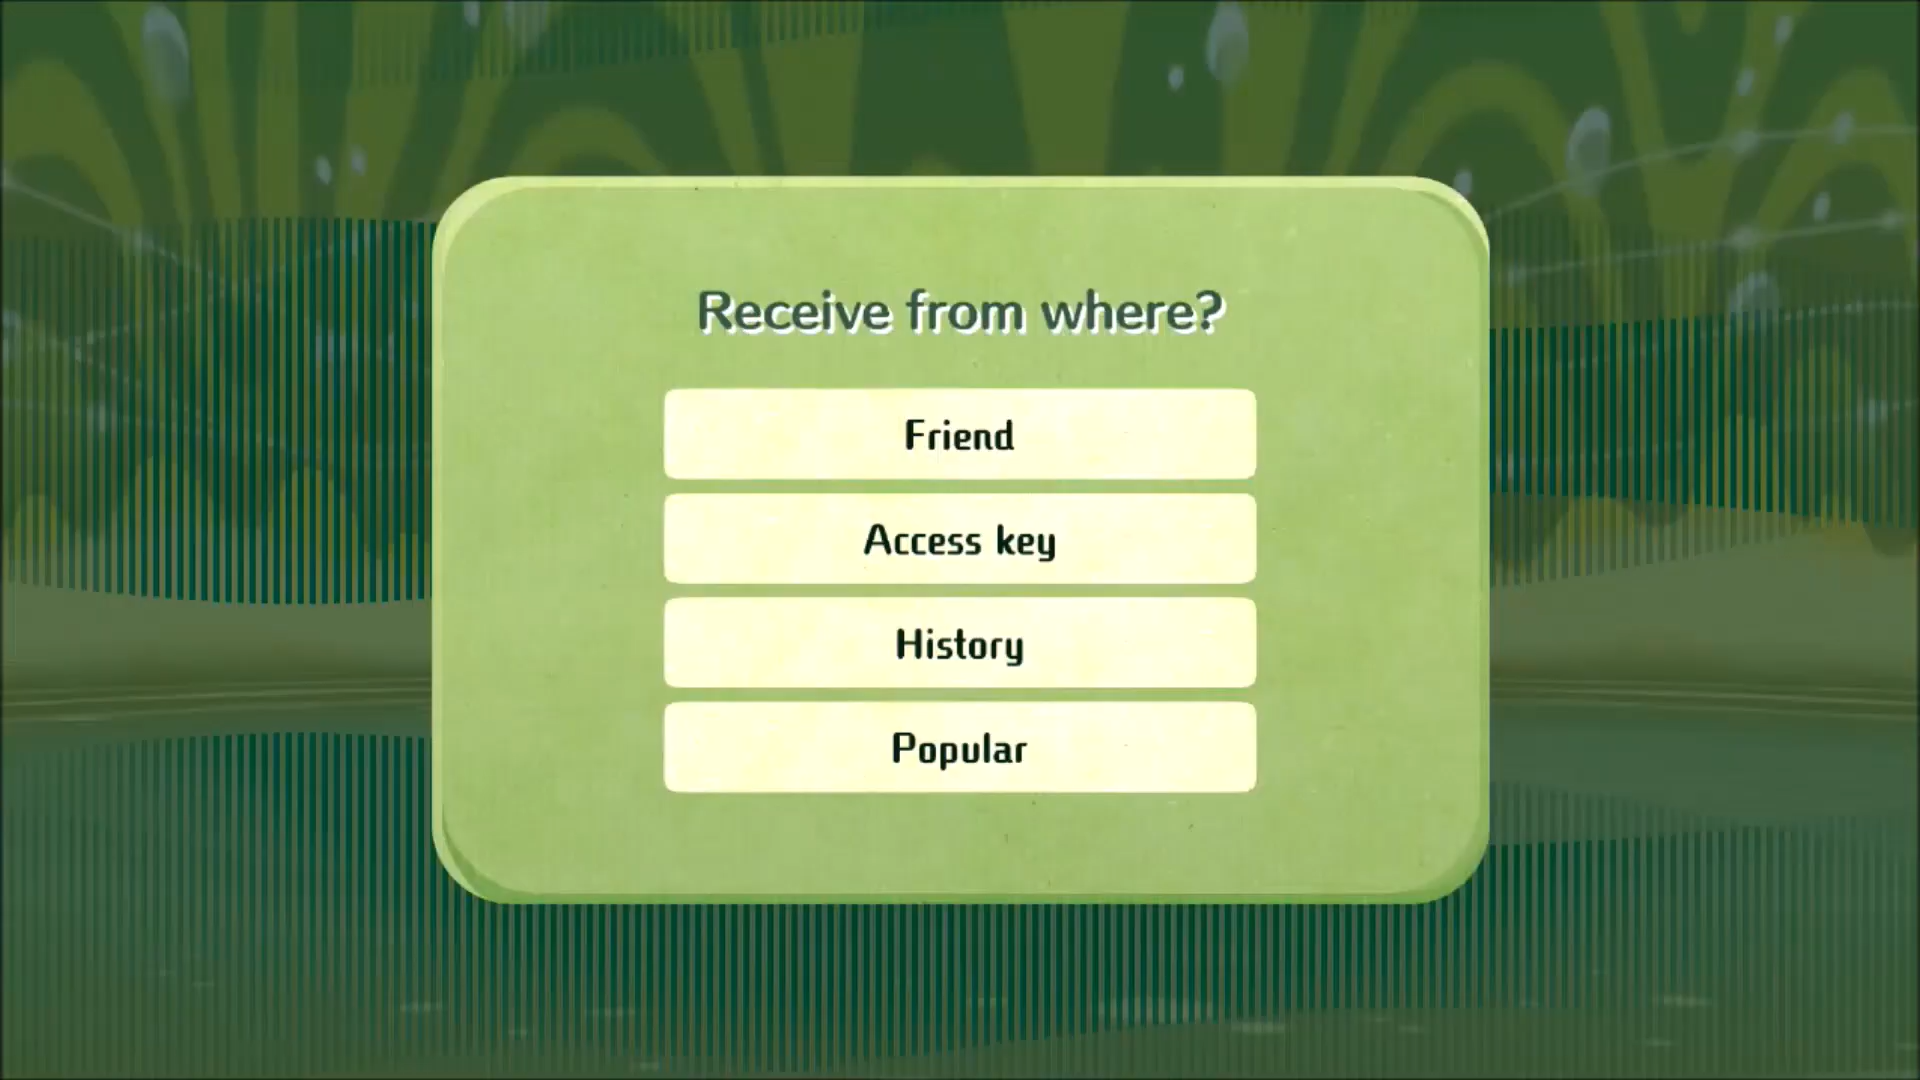 Receive from where?
Friend
Access key
History
Popular